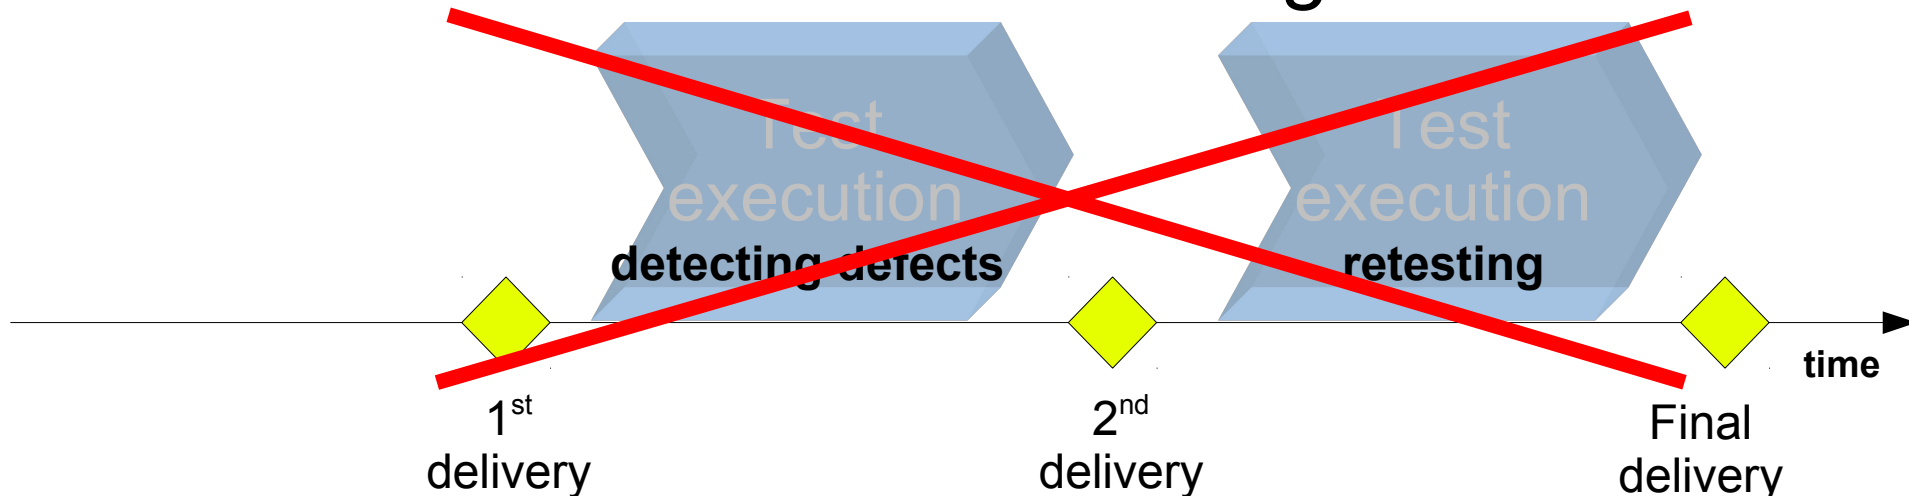 Test
execution
detecting defects
Test
execution
retesting
time
1st
delivery
2nd
delivery
Final
delivery